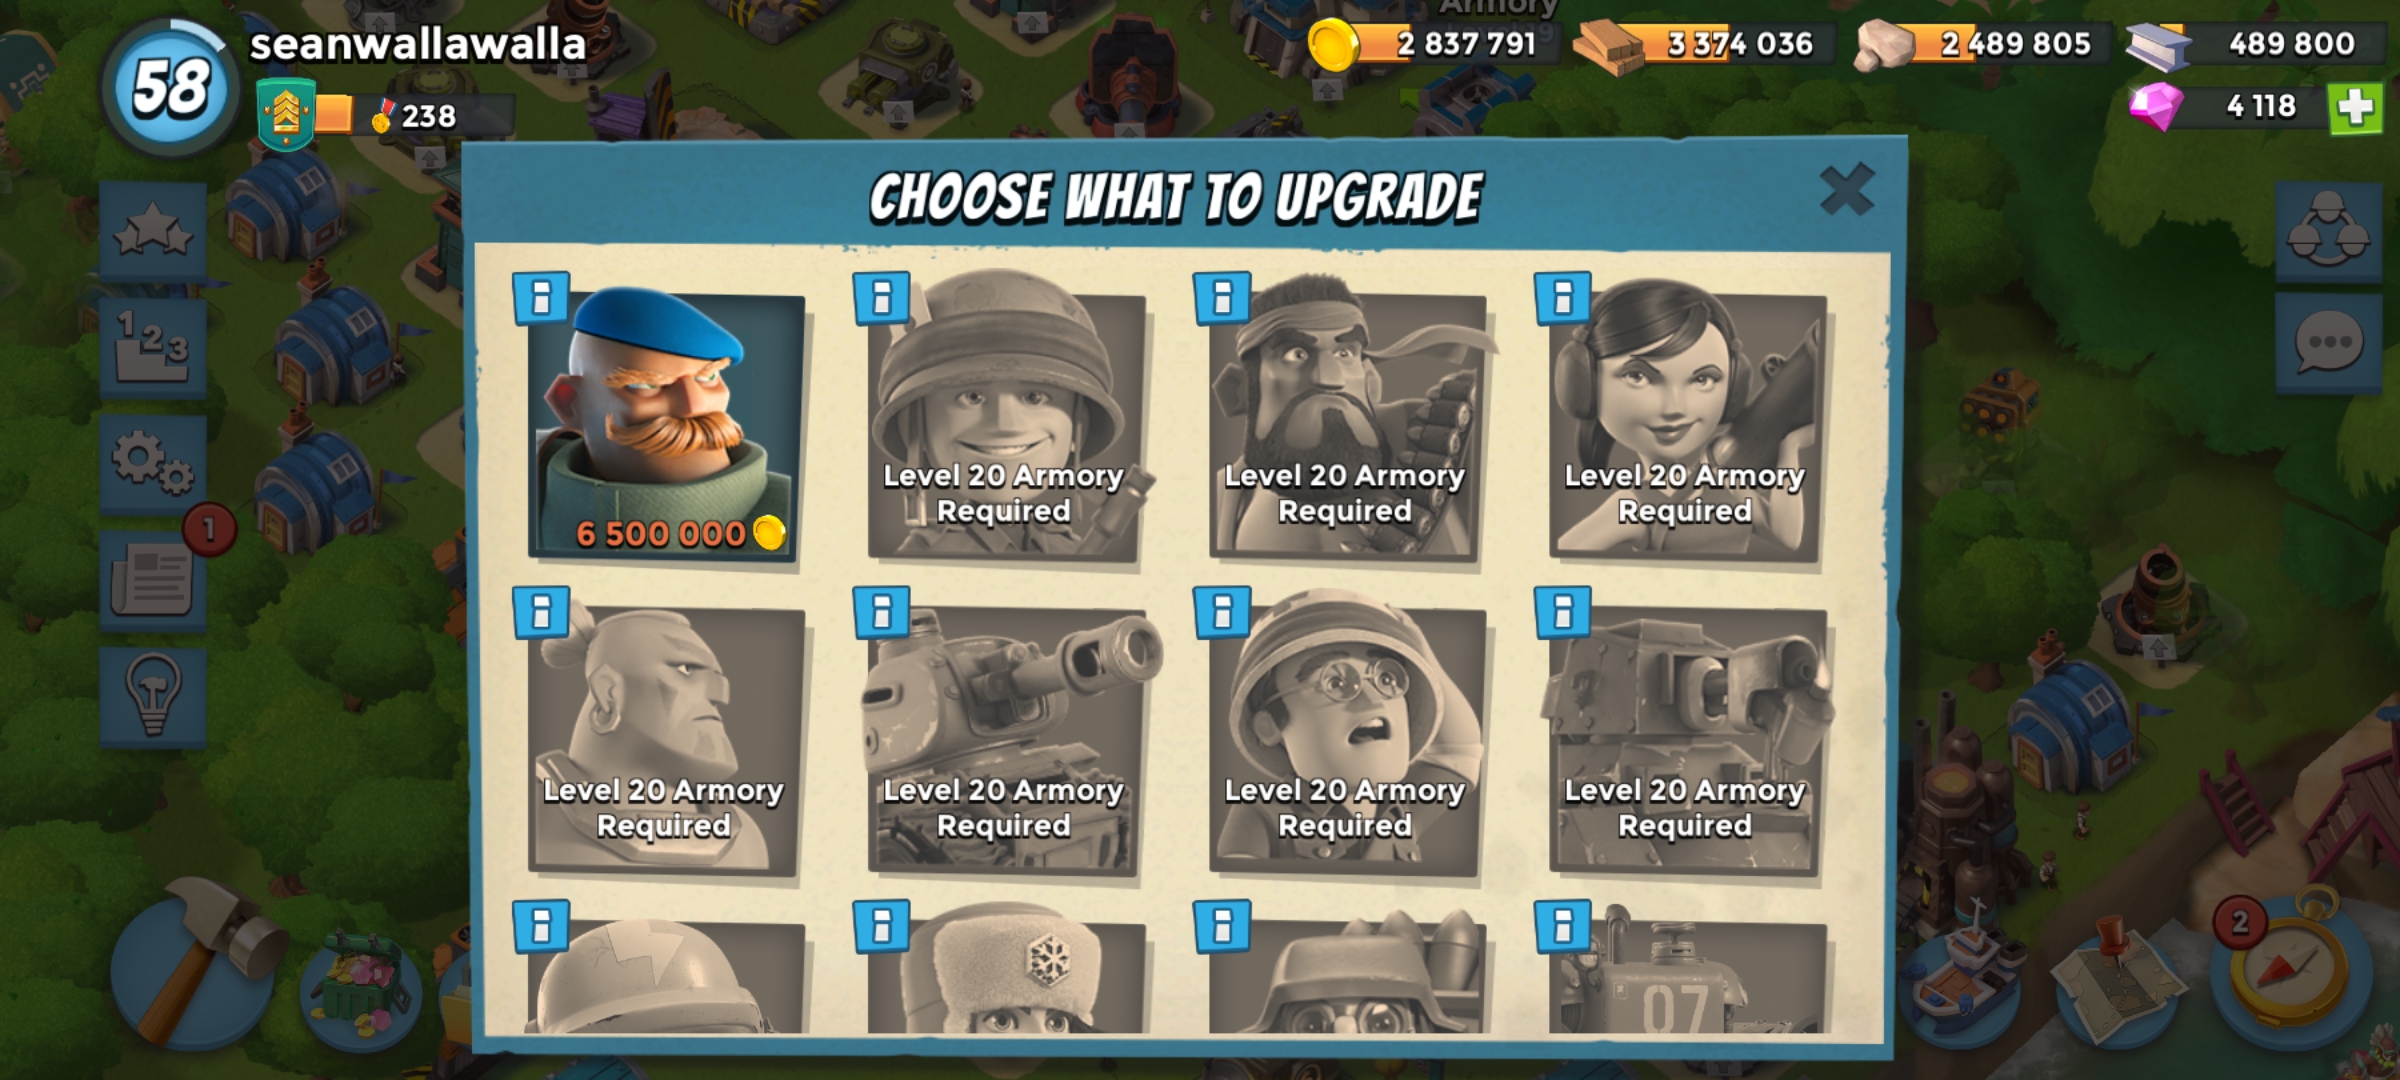 Armory
seanwallawalla
58
238
2 837 791
3 374 036
2 489 805
489 800
4 118
CHOOSE WHAT TO UPGRADE
123
1
6 500 000
Level 20 Armory
Required
Level 20 Armory
Required
Level 20 Armory
Required
Level 20 Armory
Required
Level 20 Armory
Required
Level 20 Armory
Required
Level 20 Armory
Required
07
2